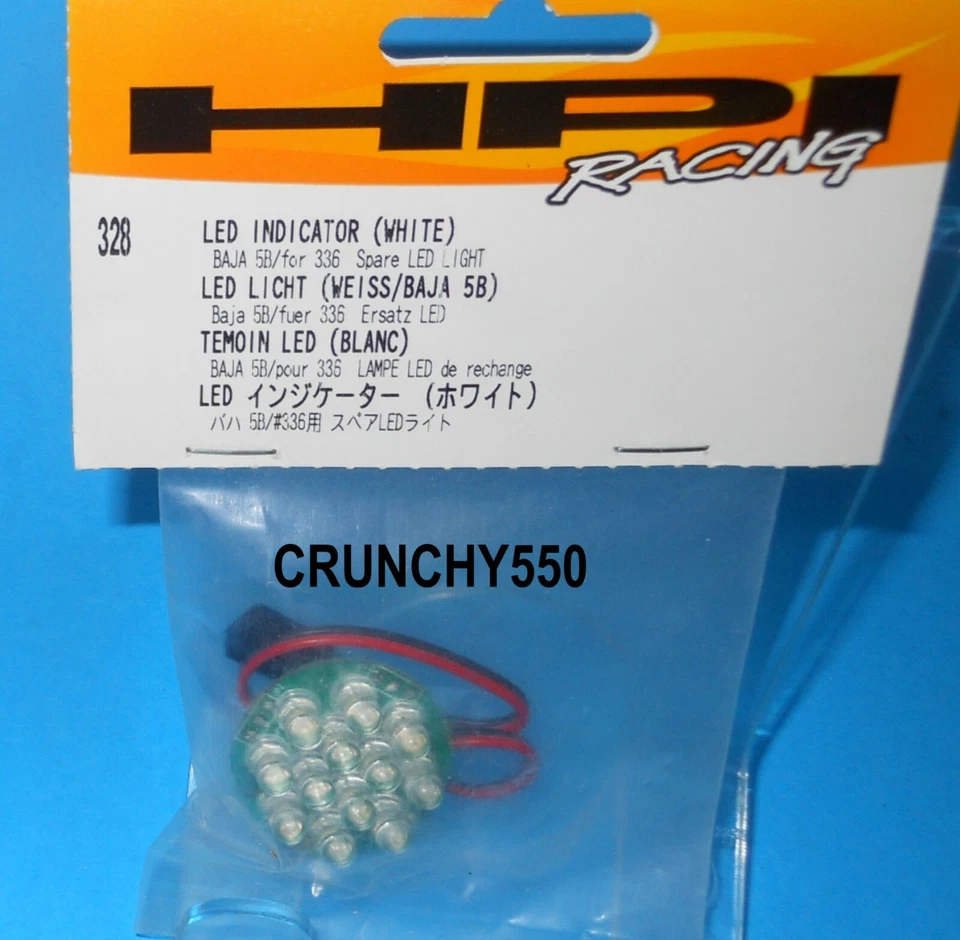 HPI
RACING
328
LED INDICATOR (WHITE)
BAJA 5B/for 336 Spare LED LIGHT
LED LICHT (WEISS/BAJA 5B)
Baja 5B/fuer 336 Ersatz LED
TEMOIN LED (BLANC)
BAJA 5B/pour 336 LAMPE LED de rechange
LED インジケーター (ホワイト)
バハ 5B/#336用 スペアLEDライト
CRUNCHY550